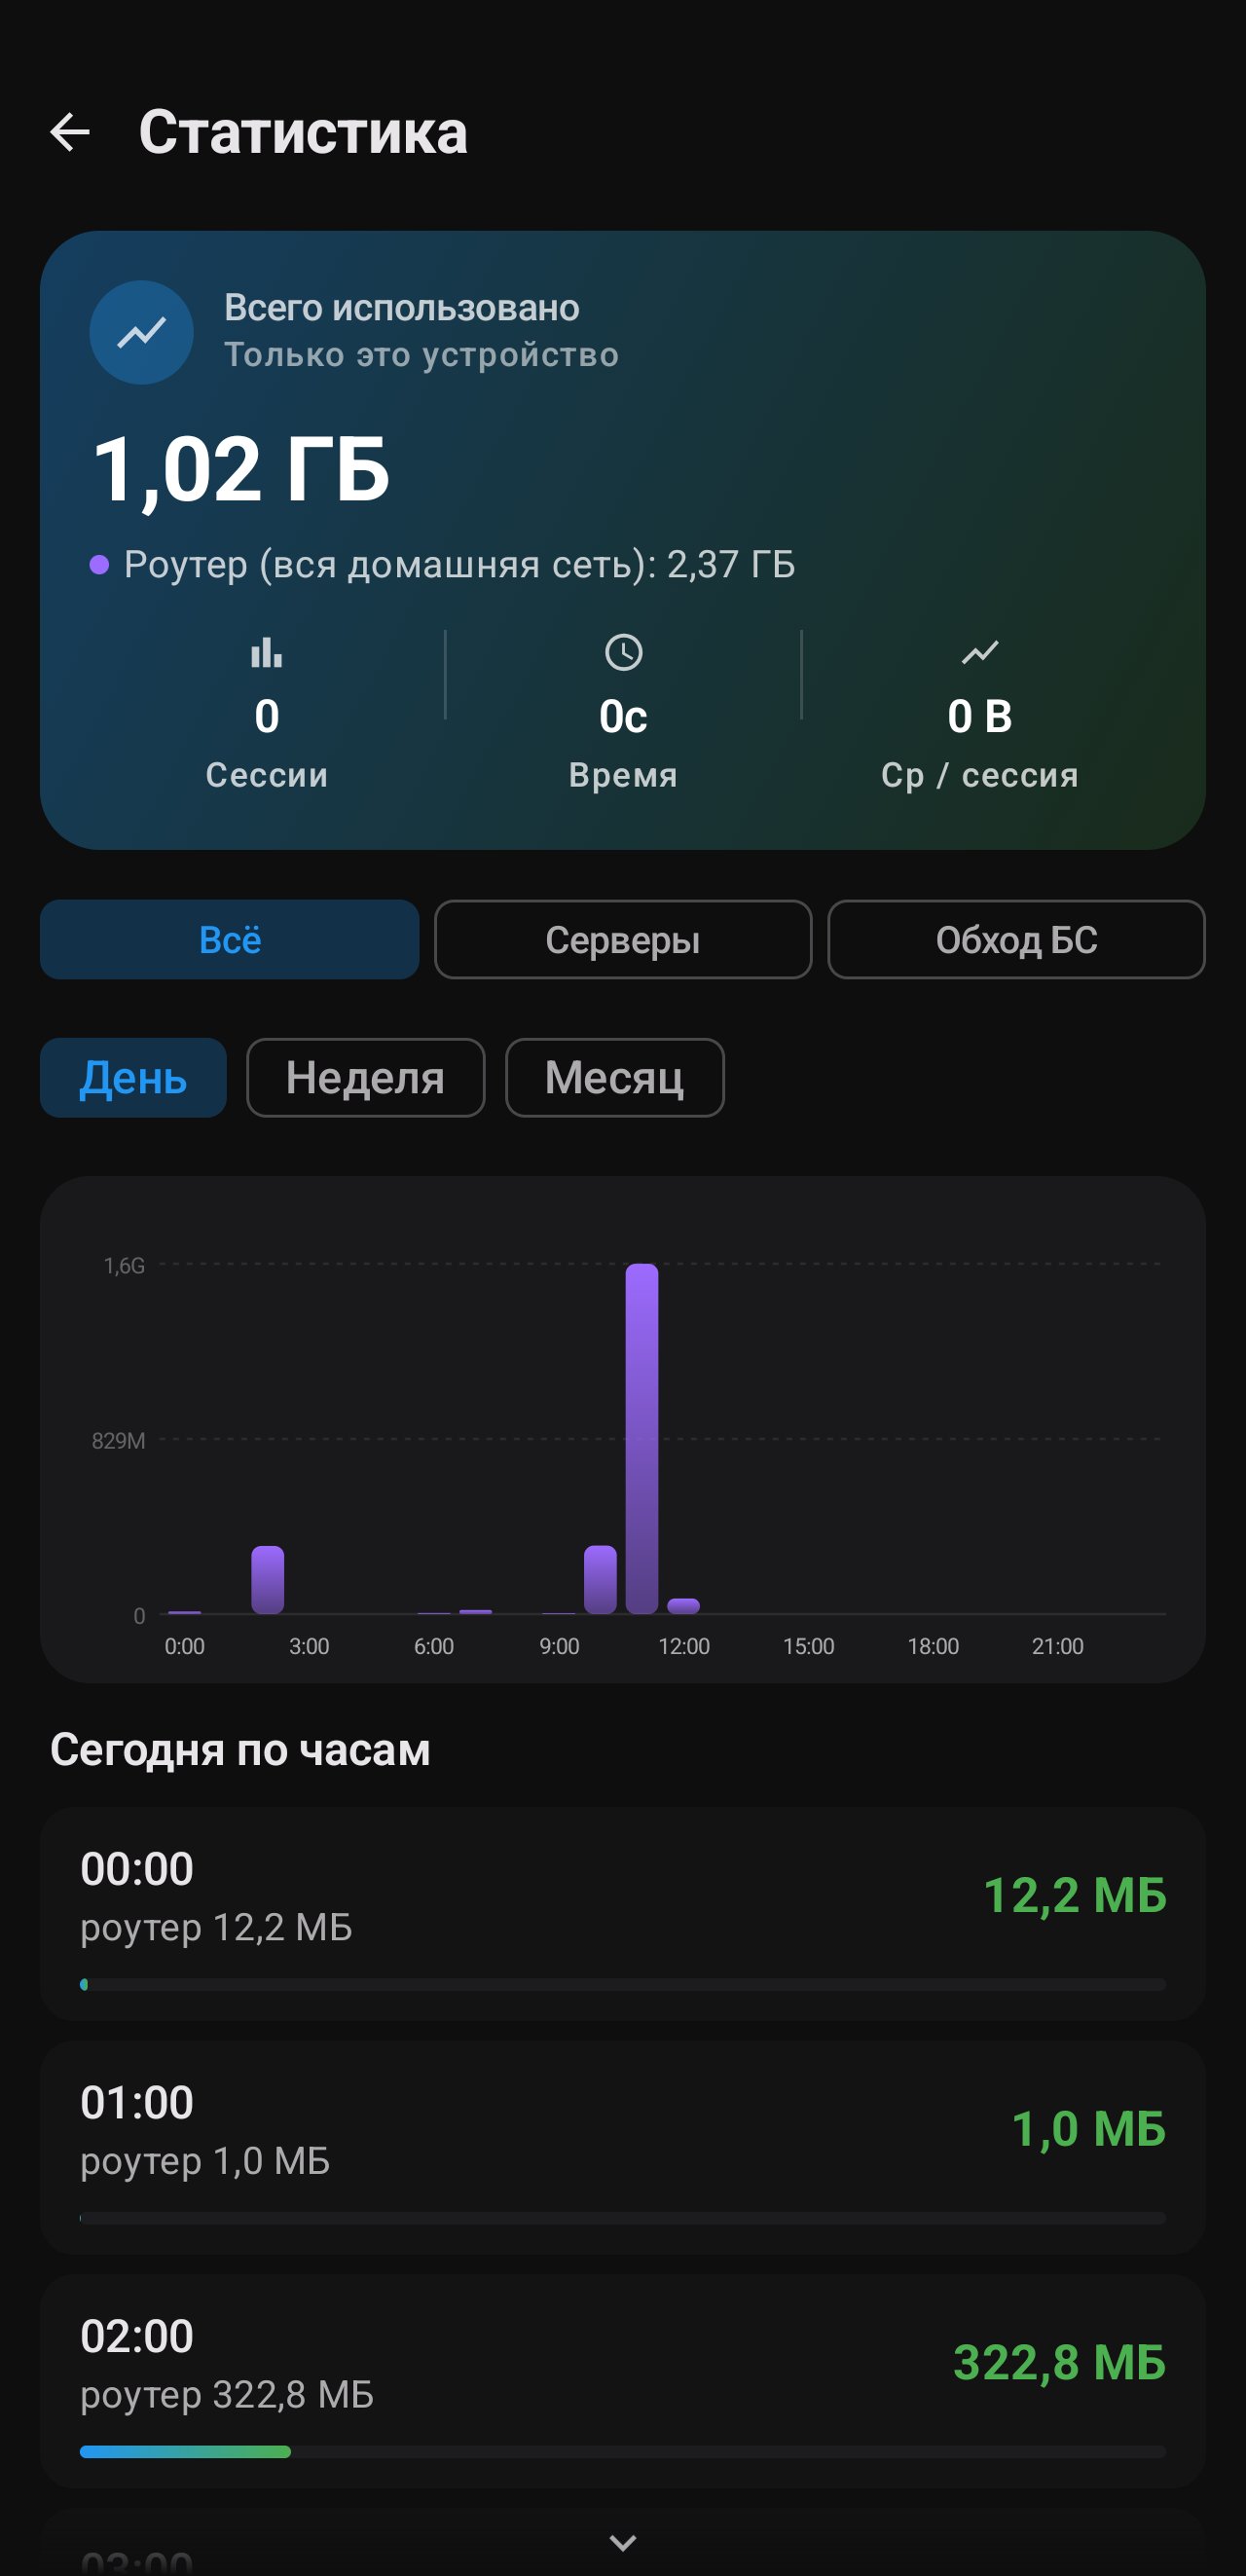 Статистика
Всего использовано
Только это устройство
1,02 ГБ
Роутер (вся домашняя сеть): 2,37 ГБ
0
0с
0 B
Сессии
Время
Ср / сессия
Всё
Серверы
Обход БС
День
Неделя
Месяц
1,6G
829M
0
0:00 3:00 6:00 9:00 12:00 15:00 18:00 21:00
Сегодня по часам
00:00
12,2 МБ
роутер 12,2 МБ
01:00
1,0 МБ
роутер 1,0 МБ
02:00
322,8 МБ
роутер 322,8 МБ
03:00